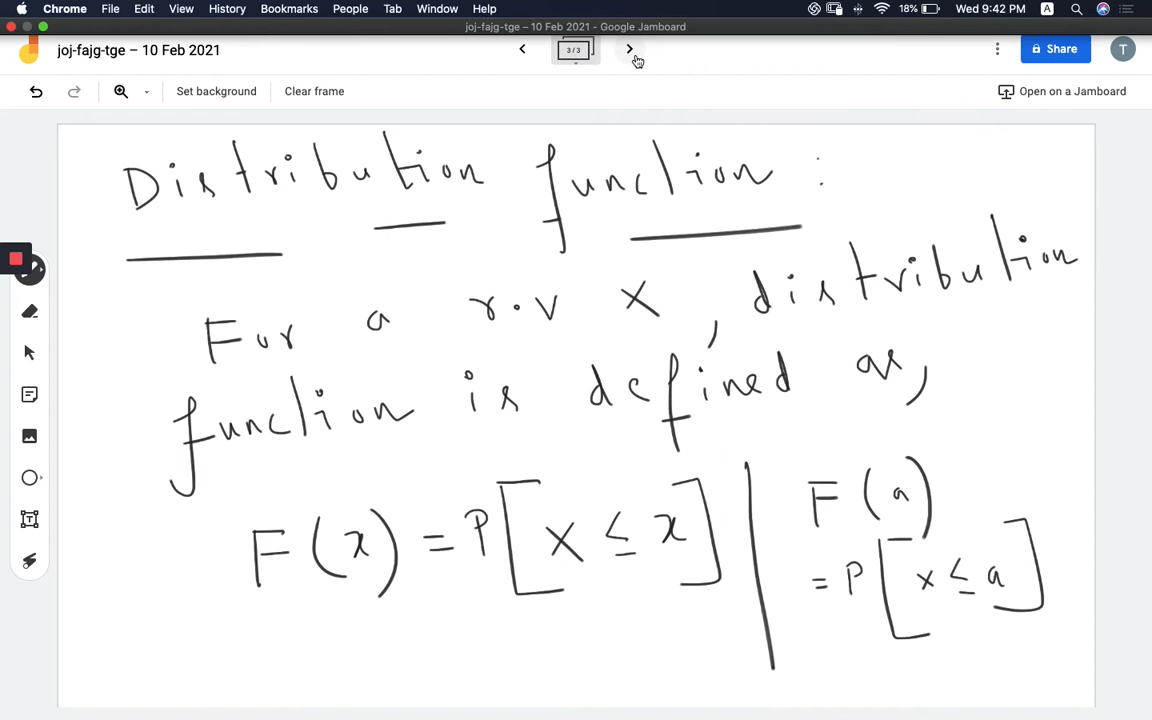 Chrome File Edit View History Bookmarks People Tab Window Help 18% Wed 9:42 PM A
joj-fajg-tge – 10 Feb 2021 - Google Jamboard
joj-fajg-tge – 10 Feb 2021 3/3 Share T
Set background Clear frame Open on a Jamboard
Distribution function :
For a r.v X, distribution
function is defined as,
F(x) = P[X ≤ x]
F(a)
= P[x ≤ a]